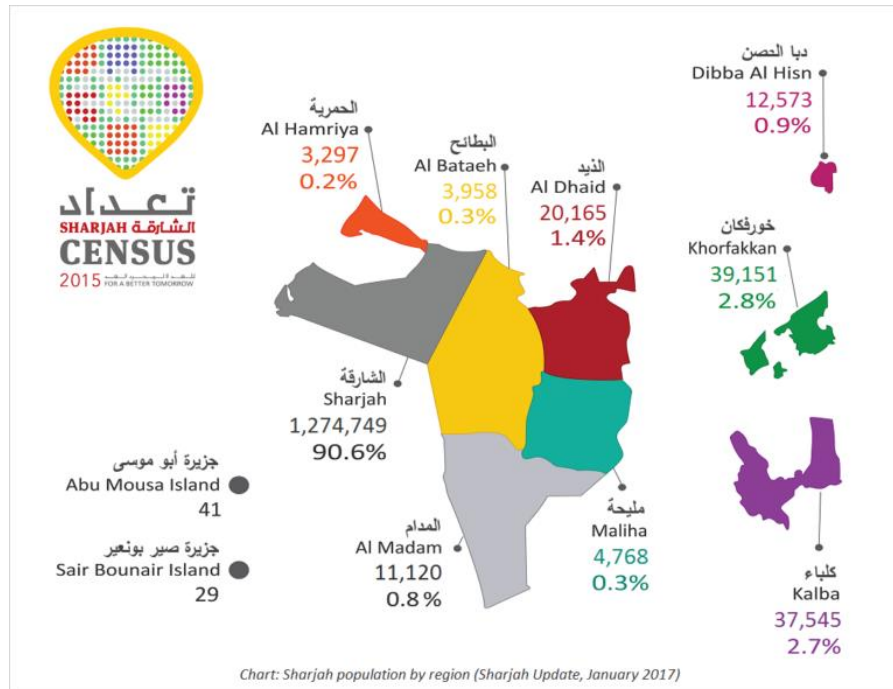 تعداد
الشارقة SHARJAH
CENSUS
2015
FOR A BETTER TOMORROW
الحمرية
Al Hamriya
3,297
0.2%
البطائح
Al Bataeh
3,958
0.3%
الذيد
Al Dhaid
20,165
1.4%
دبا الحصن
Dibba Al Hisn
12,573
0.9%
خورفكان
Khorfakkan
39,151
2.8%
الشارقة
Sharjah
1,274,749
90.6%
جزيرة أبو موسى
Abu Mousa Island
41
جزيرة صير بونعير
Sair Bounair Island
29
المدام
Al Madam
11,120
0.8%
مليحة
Maliha
4,768
0.3%
كلباء
Kalba
37,545
2.7%
Chart: Sharjah population by region (Sharjah Update, January 2017)